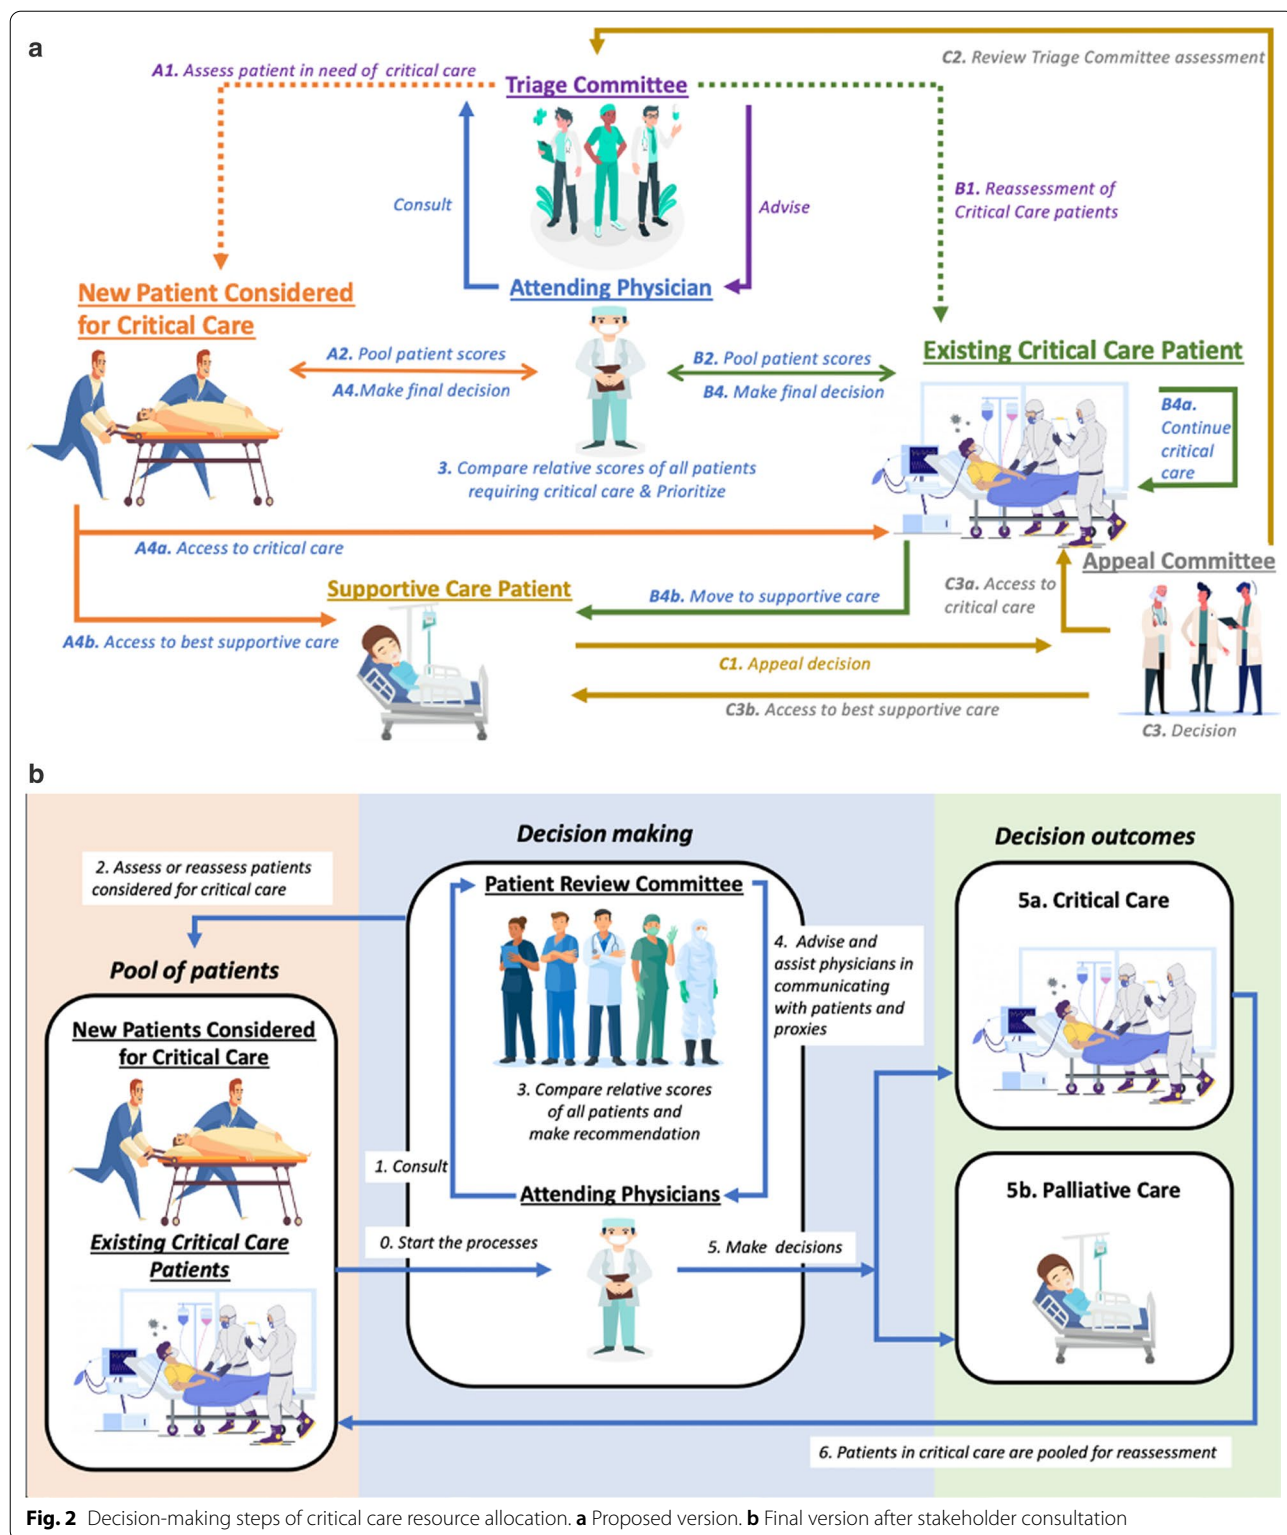 a
C2. Review Triage Committee assessment
A1. Assess patient in need of critical care
Triage Committee
Consult
Advise
B1. Reassessment of
Critical Care patients
New Patient Considered
for Critical Care
Attending Physician
A2. Pool patient scores
A4.Make final decision
B2. Pool patient scores
B4. Make final decision
Existing Critical Care Patient
B4a.
Continue
critical
care
3. Compare relative scores of all patients
requiring critical care & Prioritize
A4a. Access to critical care
Supportive Care Patient
B4b. Move to supportive care
C3a. Access to
critical care
Appeal Committee
A4b. Access to best supportive care
C1. Appeal decision
C3b. Access to best supportive care
C3. Decision
b
Decision making
Decision outcomes
2. Assess or reassess patients
considered for critical care
Patient Review Committee
5a. Critical Care
4. Advise and
assist physicians in
communicating
with patients and
proxies
Pool of patients
New Patients Considered
for Critical Care
3. Compare relative scores
of all patients and
make recommendation
1. Consult
Attending Physicians
5b. Palliative Care
0. Start the processes
5. Make decisions
Existing Critical Care
Patients
6. Patients in critical care are pooled for reassessment
Fig. 2 Decision-making steps of critical care resource allocation. a Proposed version. b Final version after stakeholder consultation